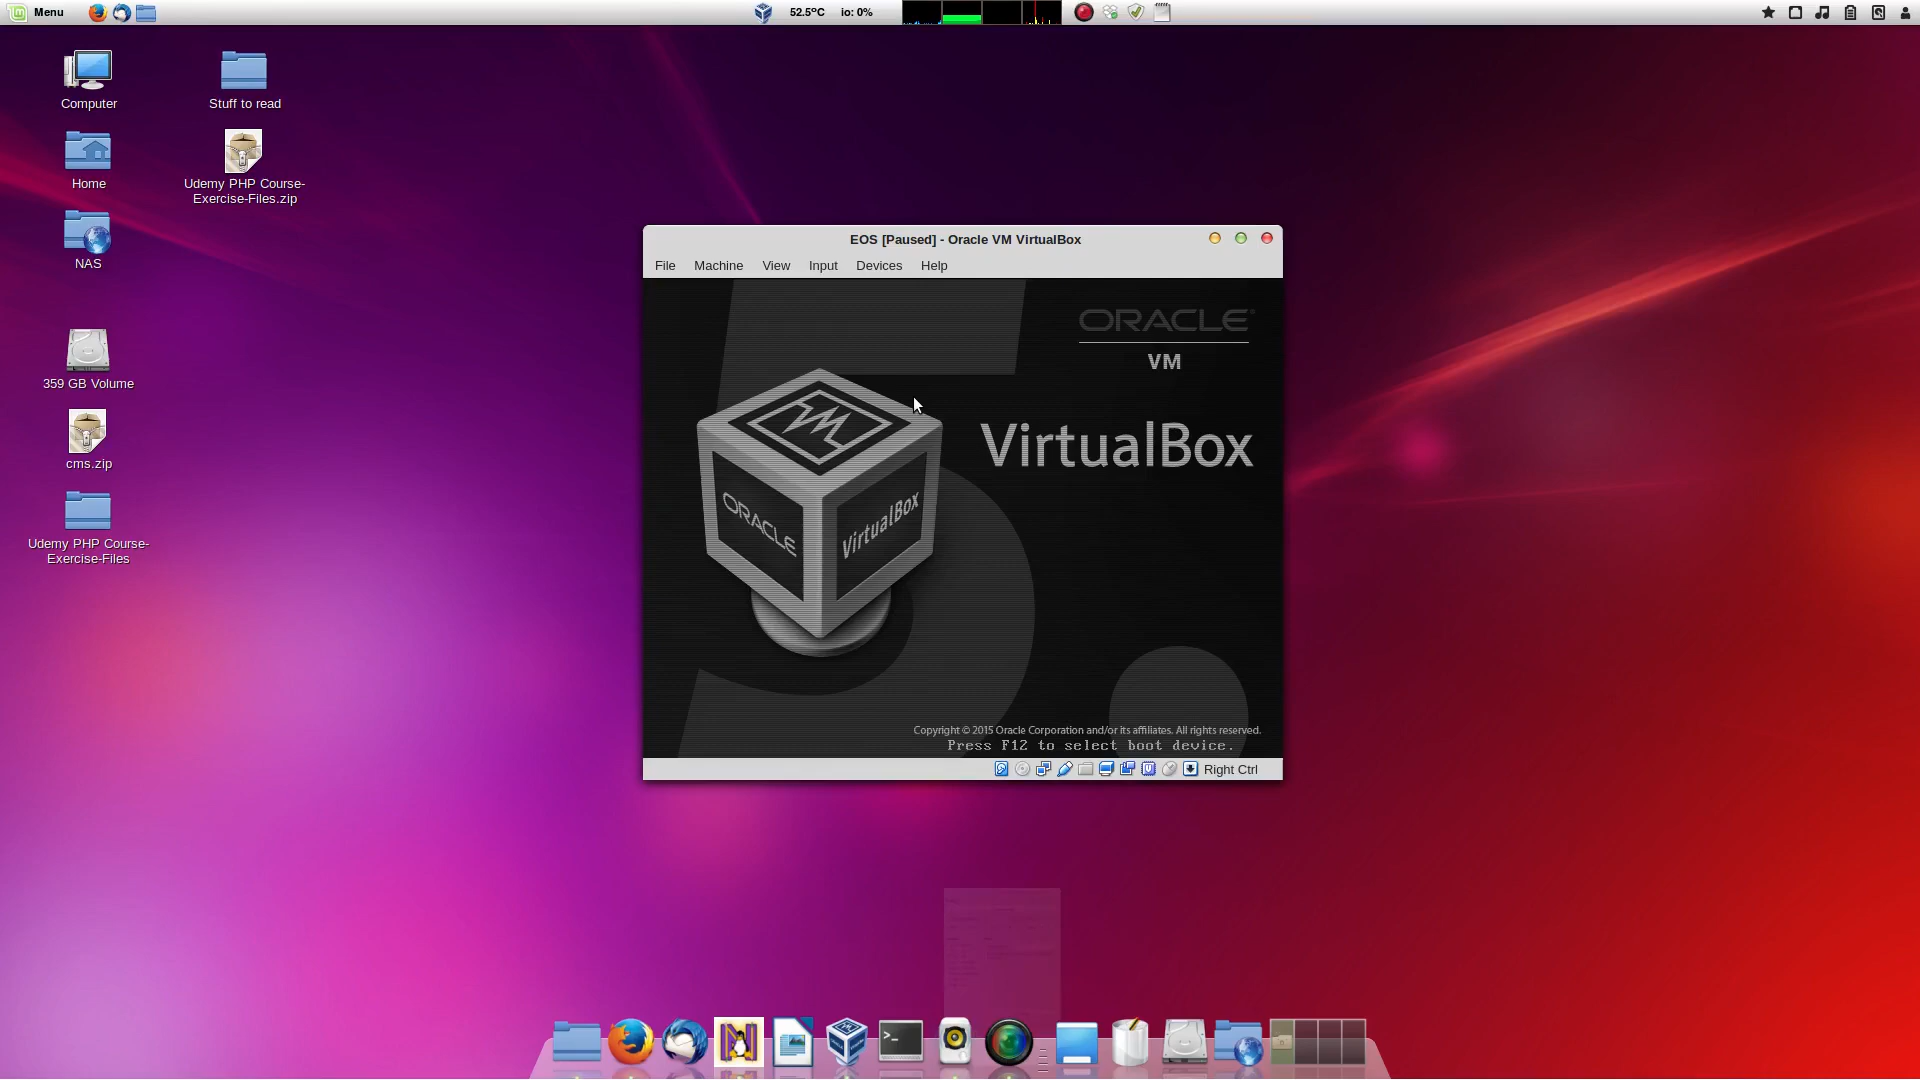 Menu
52.5°C io: 0%
Computer
Stuff to read
Home
Udemy PHP Course-
Exercise-Files.zip
NAS
359 GB Volume
cms.zip
Udemy PHP Course-
Exercise-Files
EOS [Paused] - Oracle VM VirtualBox
File Machine View Input Devices Help
ORACLE
VM
VirtualBox
ORACLE
VirtualBox
Copyright © 2015 Oracle Corporation and/or its affiliates. All rights reserved.
Press F12 to select boot device.
Right Ctrl